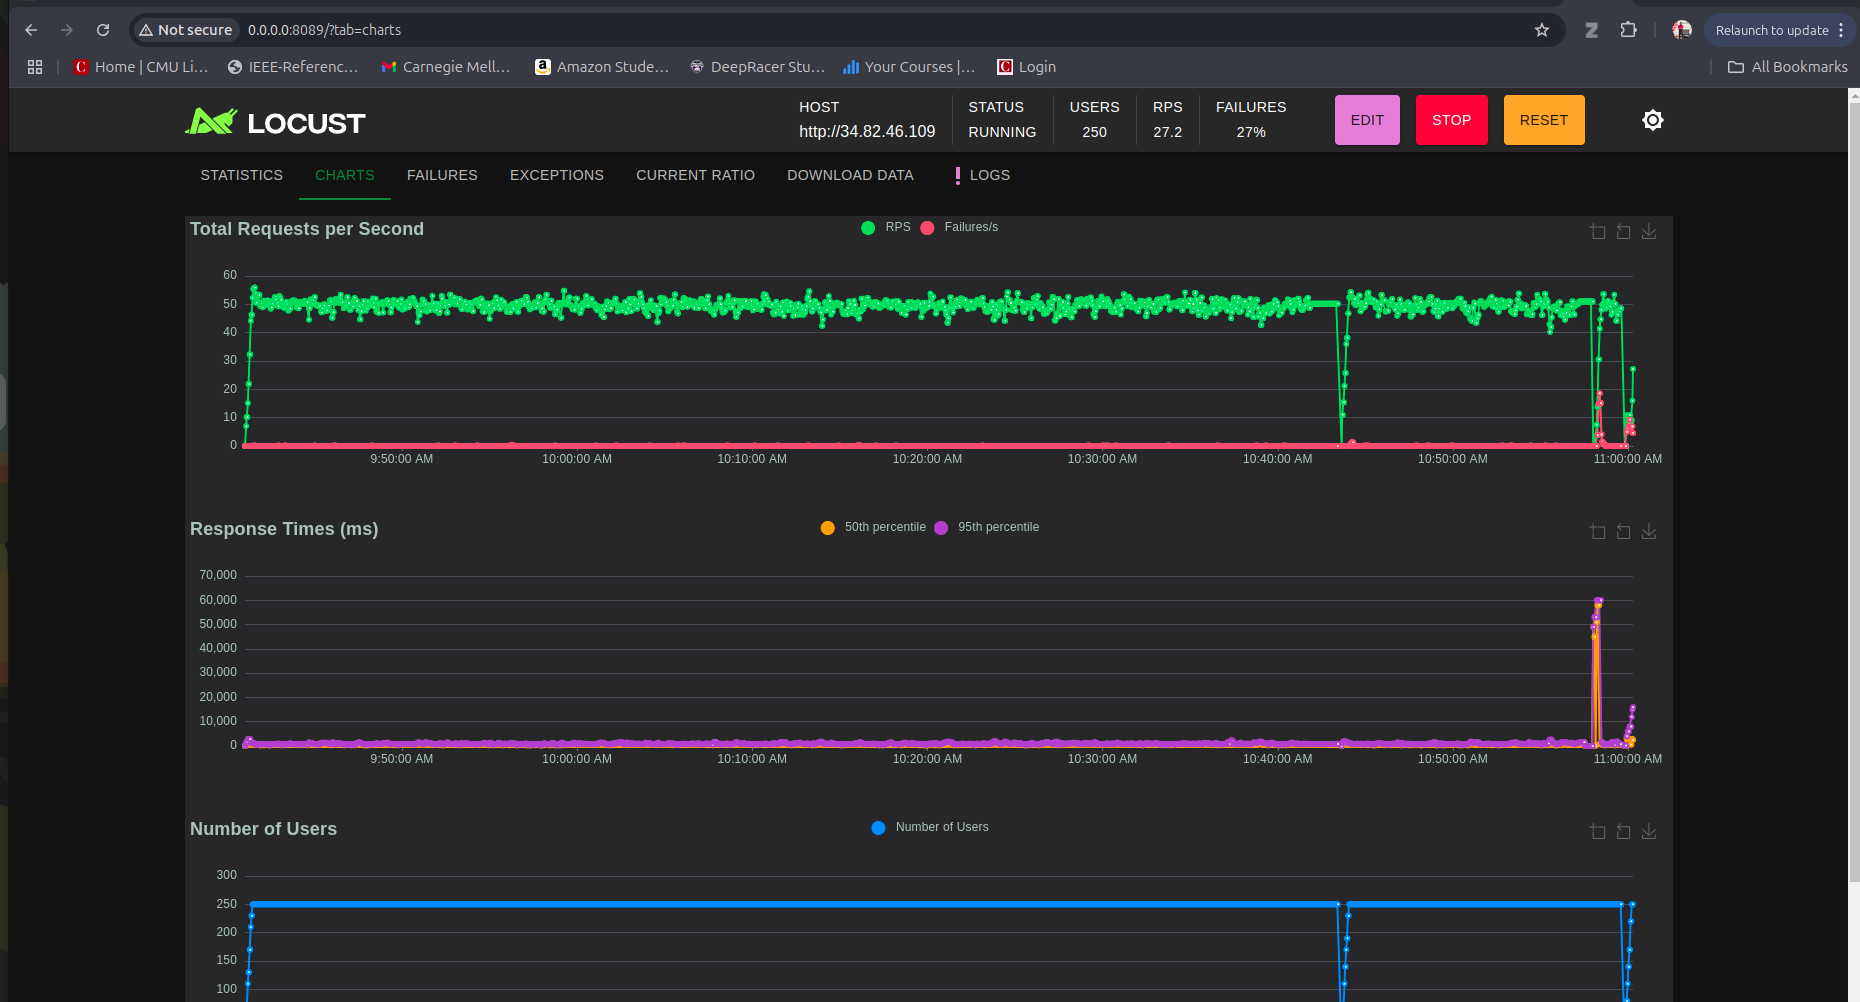 Not secure 0.0.0.0:8089/?tab=charts Relaunch to update
Home | CMU Li... IEEE-Referenc... Carnegie Mell... Amazon Stude... DeepRacer Stu... Your Courses |... Login All Bookmarks
LOCUST
HOST STATUS USERS RPS FAILURES
http://34.82.46.109 RUNNING 250 27.2 27%
EDIT STOP RESET
STATISTICS CHARTS FAILURES EXCEPTIONS CURRENT RATIO DOWNLOAD DATA LOGS
Total Requests per Second RPS Failures/s
60
50
40
30
20
10
0
9:50:00 AM 10:00:00 AM 10:10:00 AM 10:20:00 AM 10:30:00 AM 10:40:00 AM 10:50:00 AM 11:00:00 AM
Response Times (ms) 50th percentile 95th percentile
70,000
60,000
50,000
40,000
30,000
20,000
10,000
0
9:50:00 AM 10:00:00 AM 10:10:00 AM 10:20:00 AM 10:30:00 AM 10:40:00 AM 10:50:00 AM 11:00:00 AM
Number of Users Number of Users
300
250
200
150
100